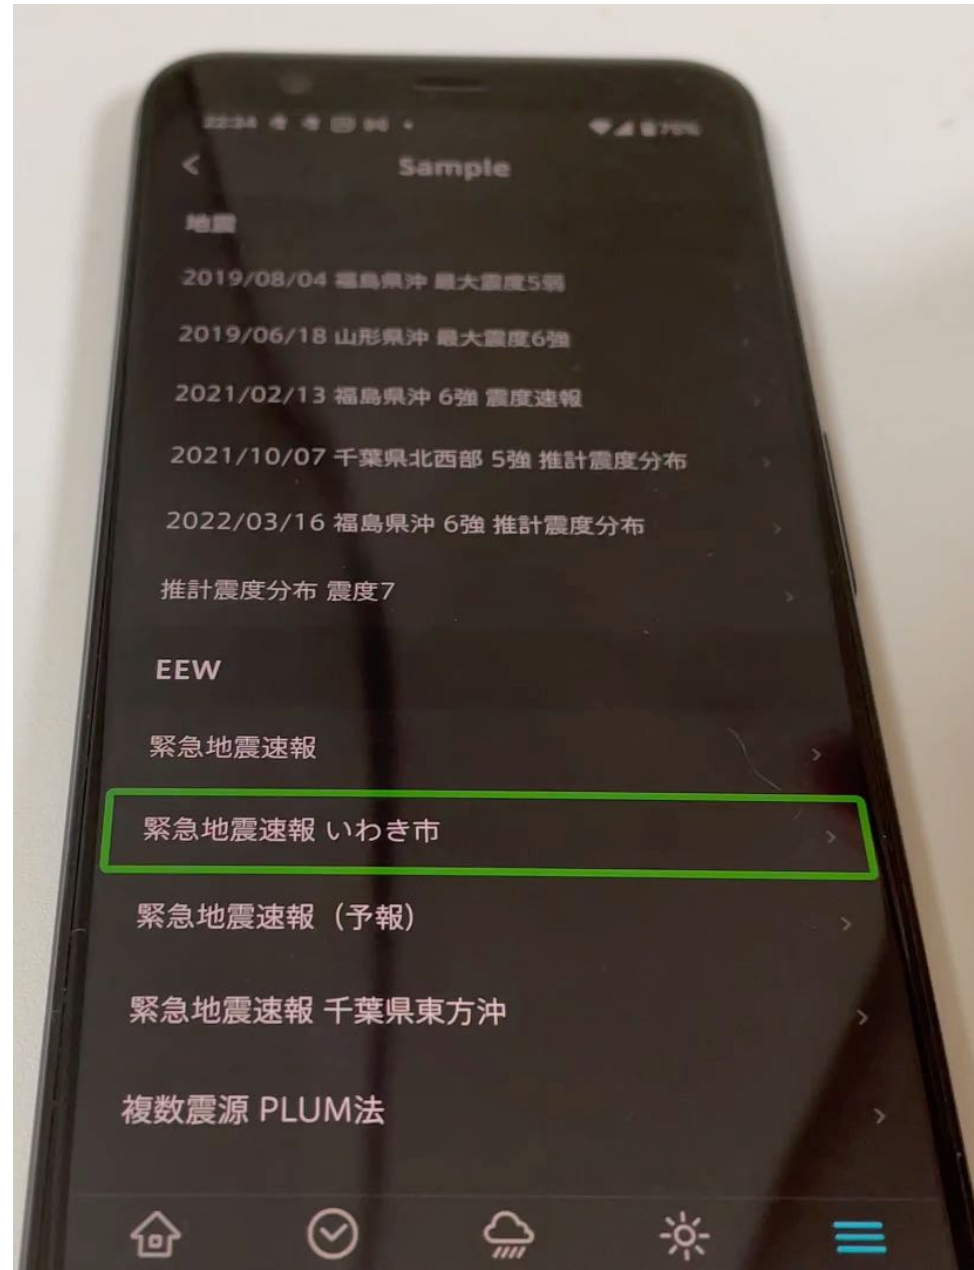 22:34
75%
Sample
地震
2019/08/04 福島県沖 最大震度5弱
2019/06/18 山形県沖 最大震度6強
2021/02/13 福島県沖 6強 震度速報
2021/10/07 千葉県北西部 5強 推計震度分布
2022/03/16 福島県沖 6強 推計震度分布
推計震度分布 震度7
EEW
緊急地震速報
緊急地震速報 いわき市
緊急地震速報（予報）
緊急地震速報 千葉県東方沖
複数震源 PLUM法